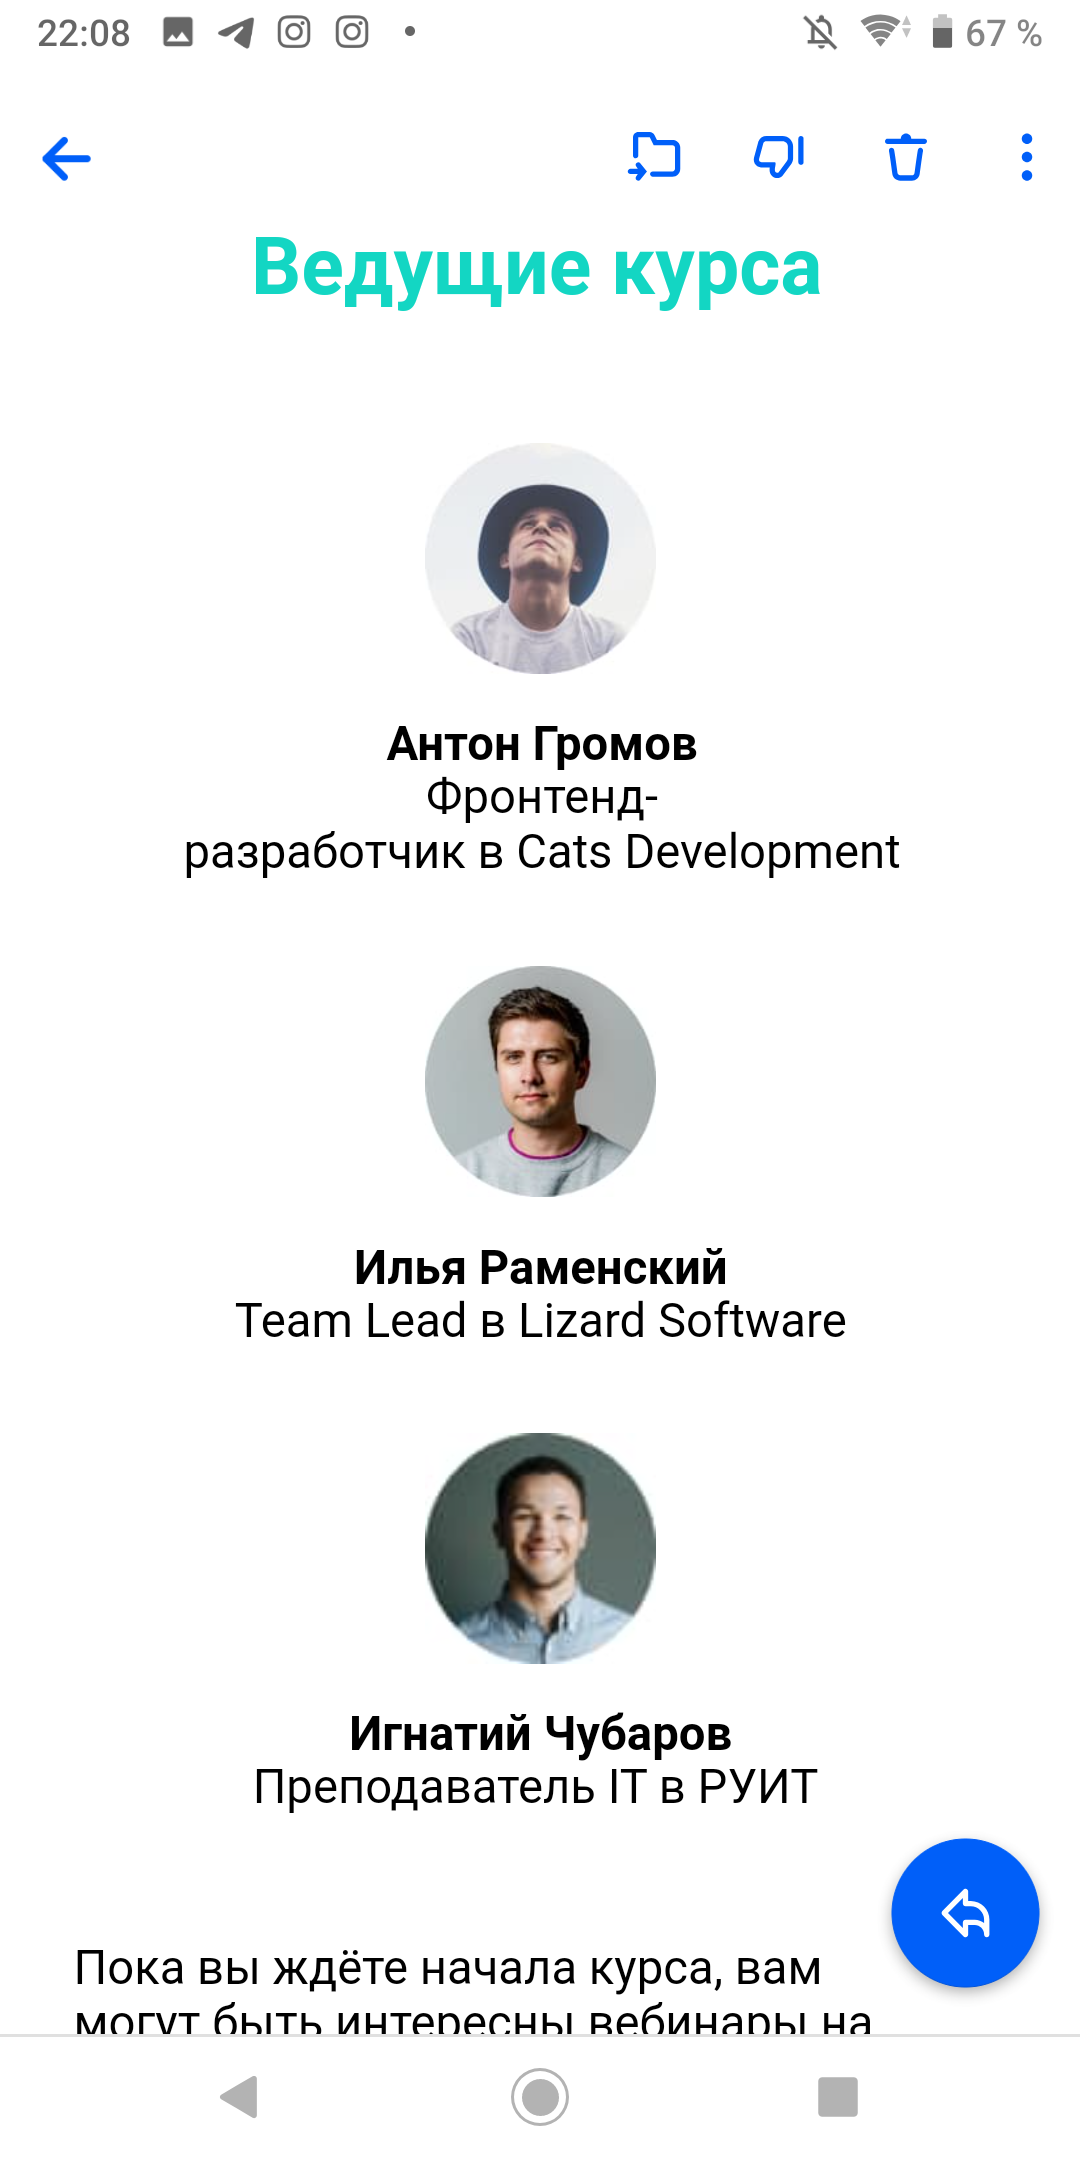 22:08
67 %
Ведущие курса
Антон Громов
Фронтенд-
разработчик в Cats Development
Илья Раменский
Team Lead в Lizard Software
Игнатий Чубаров
Преподаватель IT в РУИТ
Пока вы ждёте начала курса, вам
могут быть интересны вебинары на